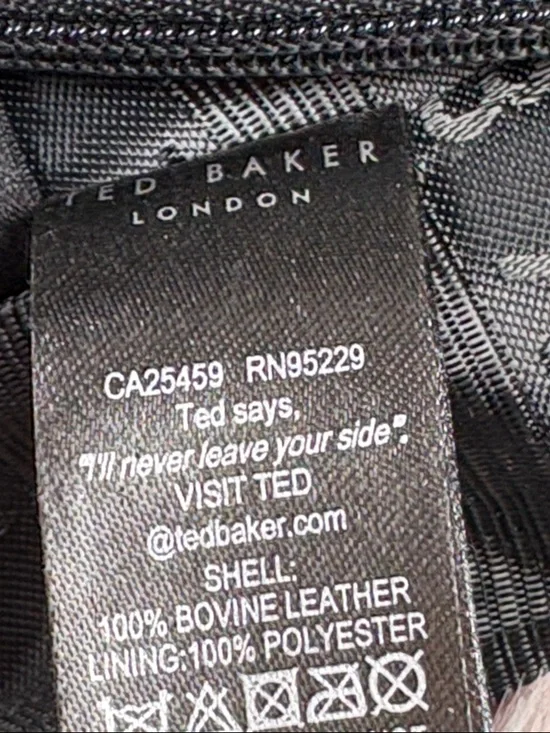 TED BAKER
LONDON
CA25459 RN95229
Ted says,
"I'll never leave your side".
VISIT TED
@tedbaker.com
SHELL:
100% BOVINE LEATHER
LINING:100% POLYESTER